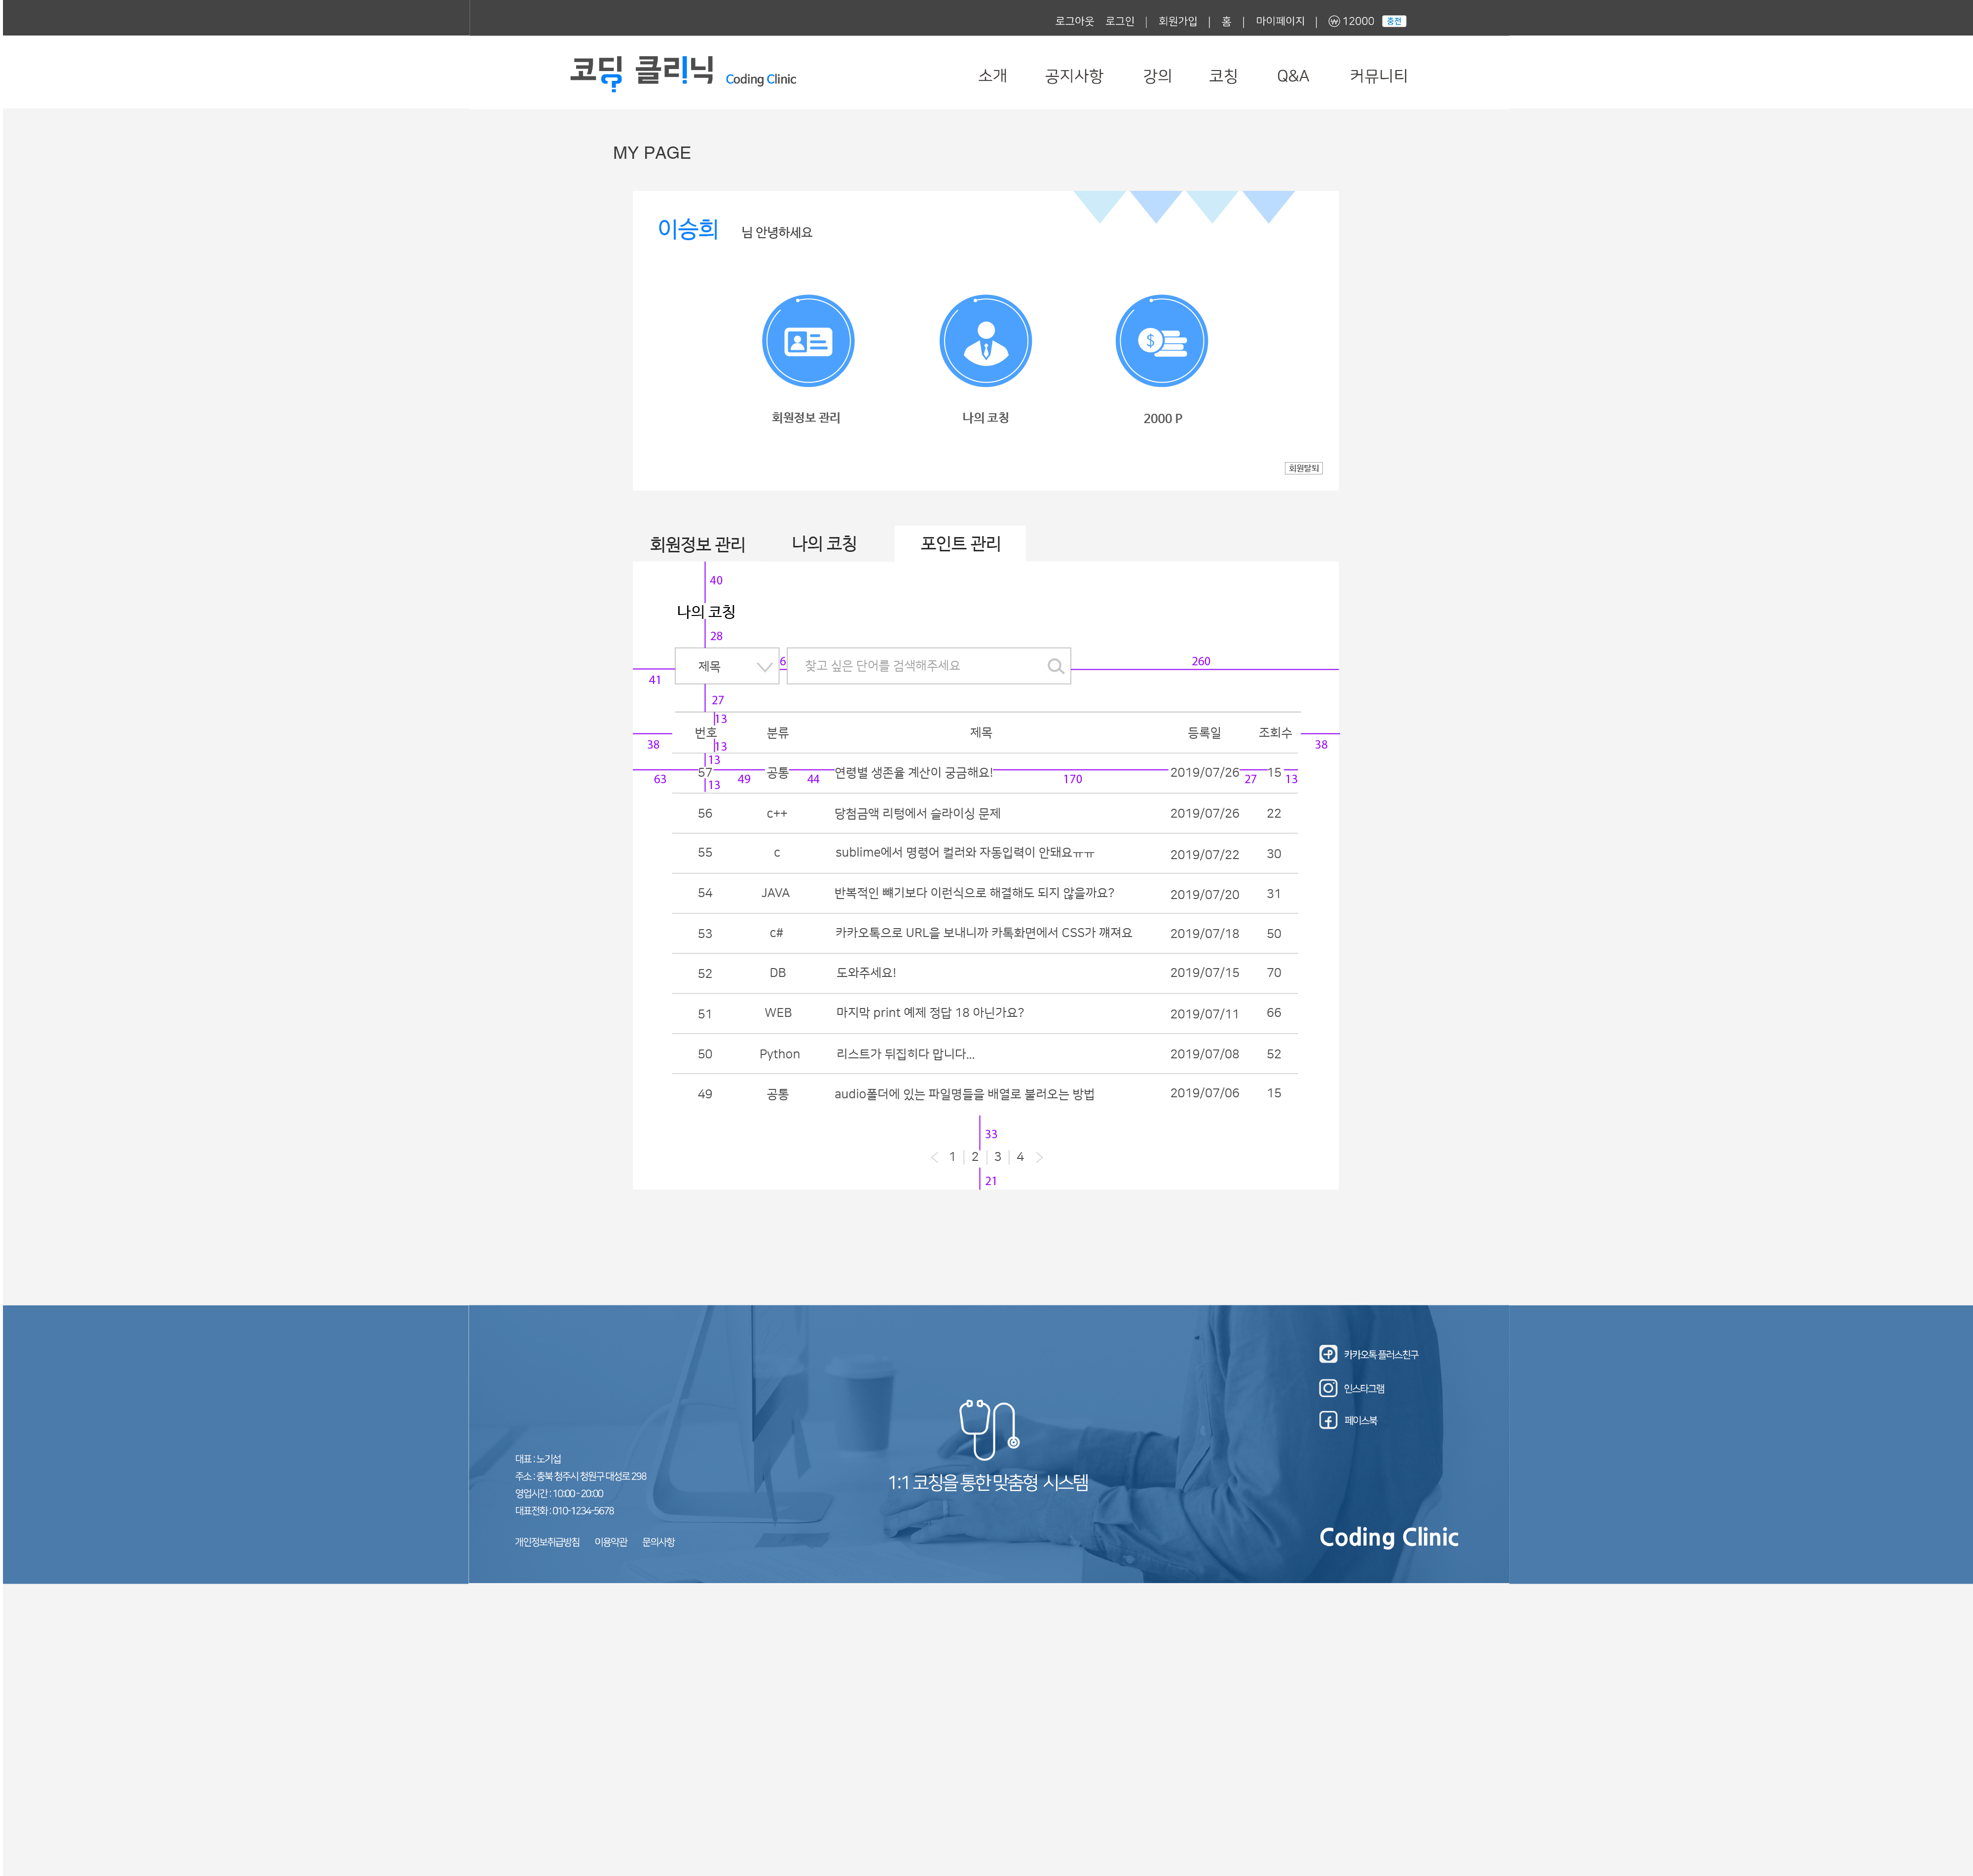 로그아웃 로그인 | 회원가입 | 홈 | 마이페이지 | ₩ 12000 충전
코딩 클리닉 Coding Clinic
소개 공지사항 강의 코칭 Q&A 커뮤니티
MY PAGE
이승희 님 안녕하세요
회원정보 관리 나의 코칭 2000 P
회원탈퇴
회원정보 관리 나의 코칭 포인트 관리
40
나의 코칭
28
제목 6 찾고 싶은 단어를 검색해주세요 260
41
27
13
번호 분류 제목 등록일 조회수
38 13 38
13
57 공통 연령별 생존율 계산이 궁금해요! 2019/07/26 15
63 13 49 44 170 27 13
56 c++ 당첨금액 리텅에서 슬라이싱 문제 2019/07/26 22
55 c sublime에서 명령어 컬러와 자동입력이 안돼요ㅠㅠ 2019/07/22 30
54 JAVA 반복적인 빼기보다 이런식으로 해결해도 되지 않을까요? 2019/07/20 31
53 c# 카카오톡으로 URL을 보내니까 카톡화면에서 CSS가 깨져요 2019/07/18 50
52 DB 도와주세요! 2019/07/15 70
51 WEB 마지막 print 예제 정답 18 아닌가요? 2019/07/11 66
50 Python 리스트가 뒤집히다 맙니다... 2019/07/08 52
49 공통 audio폴더에 있는 파일명들을 배열로 불러오는 방법 2019/07/06 15
33
1 | 2 | 3 | 4
21
카카오톡 플러스친구
인스타그램
페이스북
대표 : 노기섭
주소 : 충북 청주시 청원구 대성로 298
영업시간 : 10:00 - 20:00
대표전화 : 010-1234-5678
개인정보취급방침 이용약관 문의사항
1:1 코칭을 통한 맞춤형 시스템
Coding Clinic